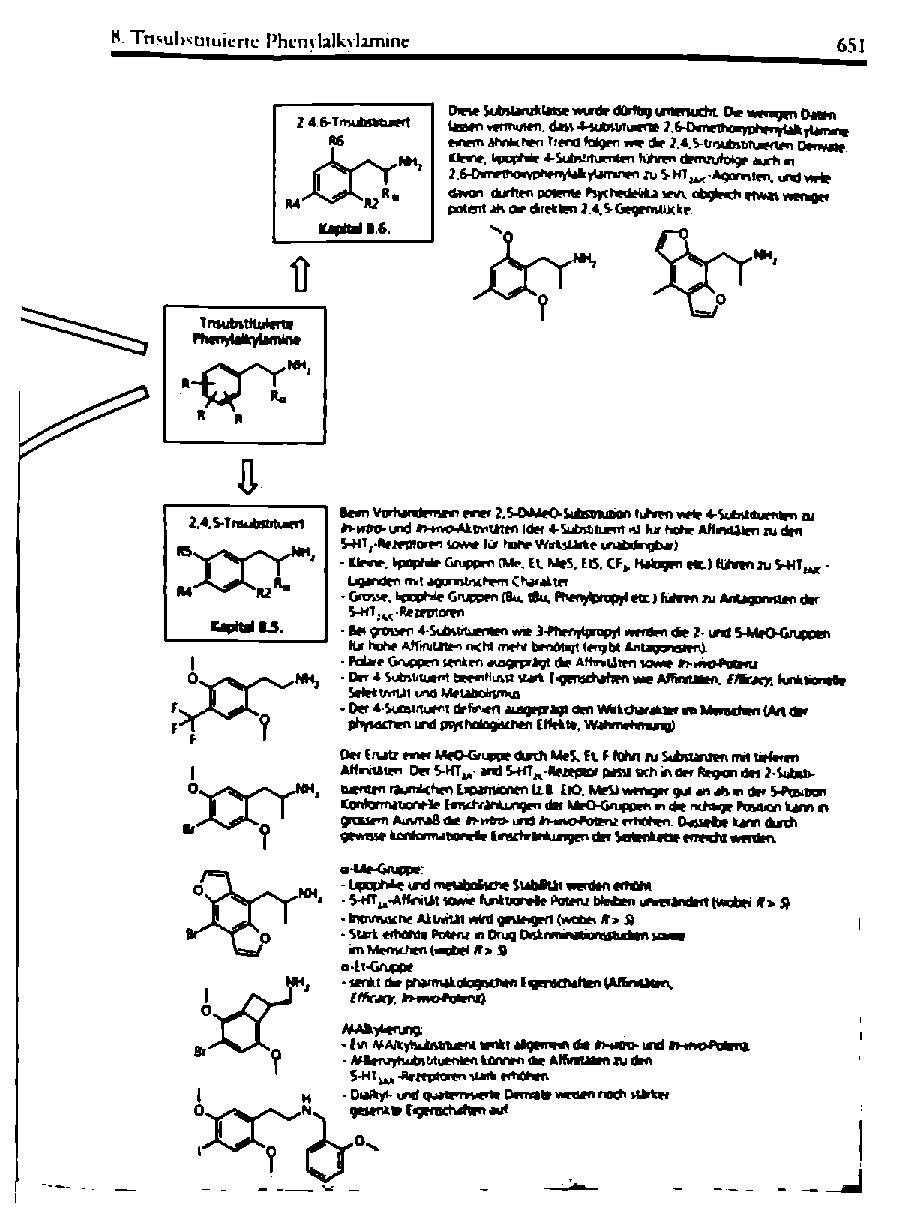 8. Trisubstituierte Phenylalkylamine
651
2,4,6-Trisubstituiert
R6
NH2
Rα
R4
R2
Kapitel 8.6.
Diese Substanzklasse wurde dürftig untersucht. Die wenigen Daten
lassen vermuten, dass 4-substituierte 2,6-Dimethoxyphenylalkylamine
einem ähnlichen Trend folgen wie die 2,4,5-trisubstituierten Derivate.
Kleine, lipophile 4-Substituenten führen demzufolge auch in
2,6-Dimethoxyphenylalkylaminen zu 5-HT2A/C-Agonisten, und viele
davon dürften potente Psychedelika sein, obgleich etwas weniger
potent als die direkten 2,4,5-Gegenstücke.
O
NH2
O
O
NH2
O
Trisubstituierte
Phenylalkylamine
NH2
R
Rα
R
R
2,4,5-Trisubstituiert
R5
NH2
Rα
R4
R2
Kapitel 8.5.
Beim Vorhandensein einer 2,5-DiMeO-Substitution führen viele 4-Substituenten zu
in-vitro- und in-vivo-Aktivitäten (der 4-Substituent ist für hohe Affinitäten zu den
5-HT2-Rezeptoren sowie für hohe Wirkstärke unabdingbar)
- Kleine, lipophile Gruppen (Me, Et, MeS, EtS, CF3, Halogen etc.) führen zu 5-HT2A/C-
Liganden mit agonistischem Charakter
- Grosse, lipophile Gruppen (Bu, tBu, Phenylpropyl etc.) führen zu Antagonisten der
5-HT2A/C-Rezeptoren
- Bei grossen 4-Substituenten wie 3-Phenylpropyl werden die 2- und 5-MeO-Gruppen
für hohe Affinitäten nicht mehr benötigt (ergibt Antagonisten).
- Polare Gruppen senken ausgeprägt die Affinitäten sowie in-vivo-Potenz
- Der 4-Substituent beeinflusst stark Eigenschaften wie Affinitäten, Efficacy, funktionelle
Selektivität und Metabolismus
- Der 4-Substituent definiert ausgeprägt den Wirkcharakter im Menschen (Art der
physischen und psychologischen Effekte, Wahrnehmung)
O
NH2
F
F
F
O
Der Ersatz einer MeO-Gruppe durch MeS, Et, F führt zu Substanzen mit tieferen
Affinitäten. Der 5-HT2A- and 5-HT2C-Rezeptor passt sich in der Region des 2-Substi-
tuenten räumlichen Expansionen (z.B. EtO, MeS) weniger gut an als in der 5-Position
Konformationelle Einschränkungen der MeO-Gruppen in die richtige Position kann in
grossem Ausmaß die in-vitro- und in-vivo-Potenz erhöhen. Dasselbe kann durch
gewisse konformationelle Einschränkungen der Seitenkette erreicht werden.
O
NH2
Br
O
α-Me-Gruppe:
- Lipophilie und metabolische Stabilität werden erhöht
- 5-HT2A-Affinität sowie funktionelle Potenz bleiben unverändert (wobei R > S)
- Intrinsische Aktivität wird gesteigert (wobei R > S)
- Stark erhöhte Potenz in Drug Diskriminationsstudien sowie
im Menschen (wobei R > S)
α-Et-Gruppe
- senkt die pharmakologischen Eigenschaften (Affinitäten,
Efficacy, in-vivo-Potenz).
O
NH2
Br
O
N-Alkylierung:
- Ein N-Alkylsubstituent senkt allgemein die in-vitro- und in-vivo-Potenz
- N-Benzylsubstituenten können die Affinitäten zu den
5-HT2A/C-Rezeptoren stark erhöhen.
- Dialkyl- und quaternisierte Derivate weisen noch stärker
gesenkte Eigenschaften auf
NH2
O
Br
O
O
H
N
I
O
O